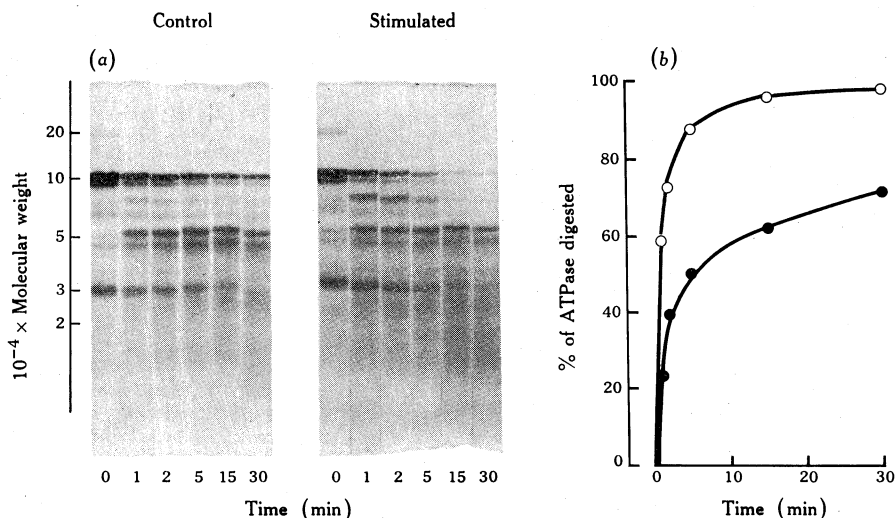 Control
Stimulated
(a)
(b)
10⁻⁴ × Molecular weight
20
10
5
3
2
0 1 2 5 15 30
0 1 2 5 15 30
Time (min)
% of ATPase digested
100
80
60
40
20
0
0 10 20 30
Time (min)